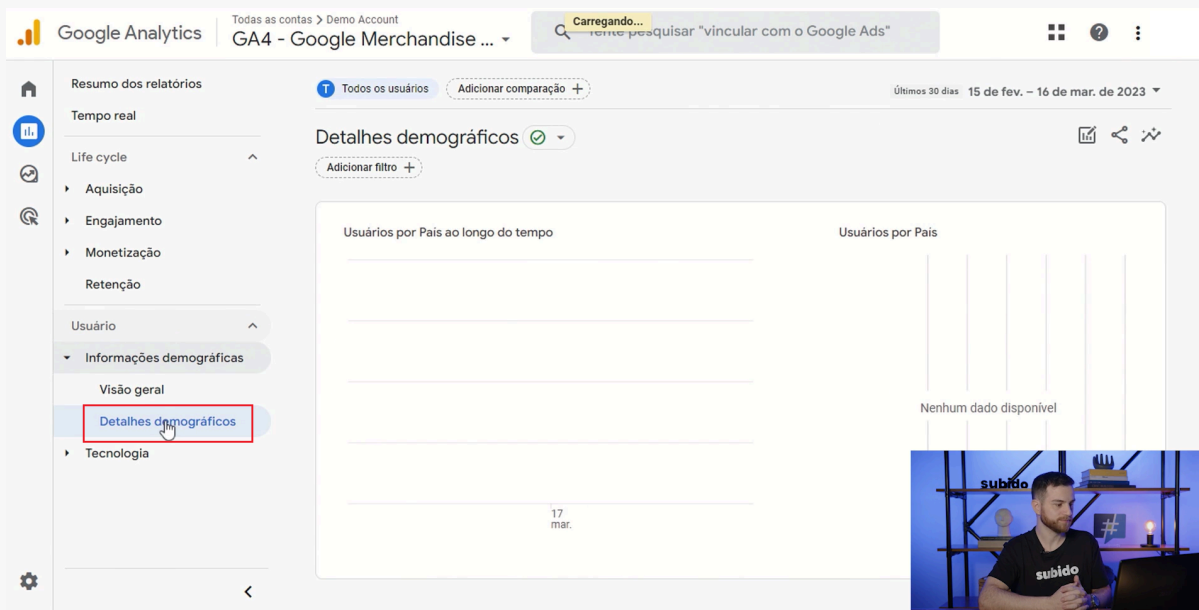 Google Analytics
Todas as contas > Demo Account
GA4 - Google Merchandise ...
Carregando...
Tente pesquisar "vincular com o Google Ads"
Resumo dos relatórios
Tempo real
Life cycle
Aquisição
Engajamento
Monetização
Retenção
Usuário
Informações demográficas
Visão geral
Detalhes demográficos
Tecnologia
T Todos os usuários
Adicionar comparação +
Últimos 30 dias 15 de fev. – 16 de mar. de 2023
Detalhes demográficos
Adicionar filtro +
Usuários por País ao longo do tempo
17
mar.
Usuários por País
Nenhum dado disponível
subido
#
subido